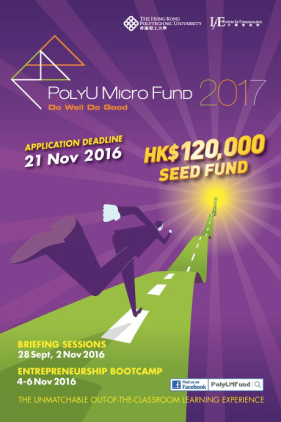 THE HONG KONG
POLYTECHNIC UNIVERSITY
香港理工大學
PolyU Micro Fund 2017
Do Well Do Good
APPLICATION DEADLINE
21 Nov 2016
HK$120,000
SEED FUND
BRIEFING SESSIONS
28 Sept, 2 Nov 2016
ENTREPRENEURSHIP BOOTCAMP
4-6 Nov 2016
find us on
Facebook
PolyUMFund
THE UNMATCHABLE OUT-OF-THE-CLASSROOM LEARNING EXPERIENCE